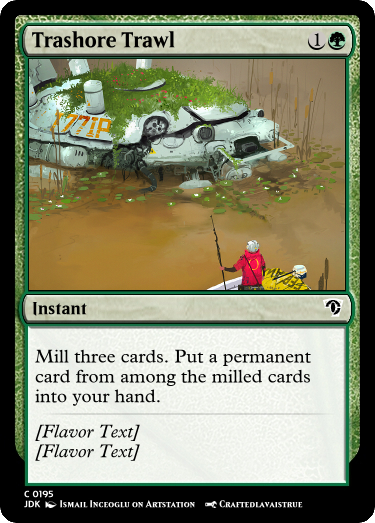 Trashore Trawl 1
1771A
Instant
Mill three cards. Put a permanent
card from among the milled cards
into your hand.
[Flavor Text]
[Flavor Text]
C 0195
JDK Ismail Inceoglu on Artstation Craftedlavaistrue